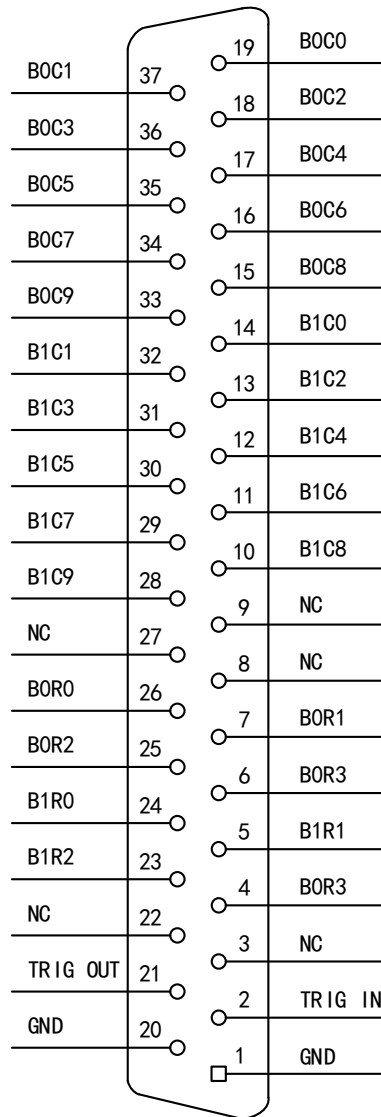 19 B0C0
B0C1 37
18 B0C2
B0C3 36
17 B0C4
B0C5 35
16 B0C6
B0C7 34
15 B0C8
B0C9 33
14 B1C0
B1C1 32
13 B1C2
B1C3 31
12 B1C4
B1C5 30
11 B1C6
B1C7 29
10 B1C8
B1C9 28
9 NC
NC 27
8 NC
B0R0 26
7 B0R1
B0R2 25
6 B0R3
B1R0 24
5 B1R1
B1R2 23
4 B0R3
NC 22
3 NC
TRIG OUT 21
2 TRIG IN
GND 20
1 GND